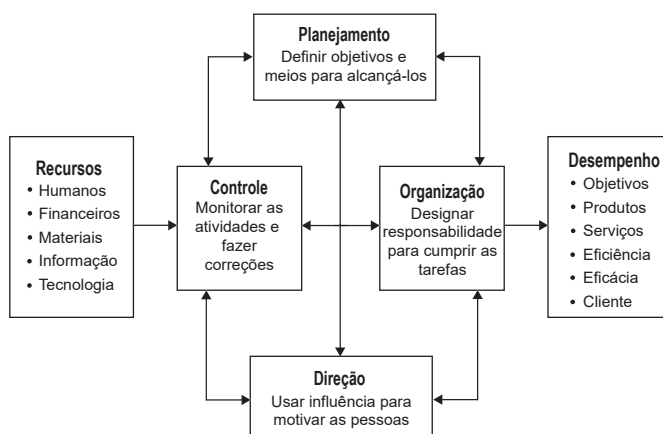 Planejamento
Definir objetivos e
meios para alcançá-los
Recursos
• Humanos
• Financeiros
• Materiais
• Informação
• Tecnologia
Controle
Monitorar as
atividades e
fazer
correções
Organização
Designar
responsabilidade
para cumprir as
tarefas
Desempenho
• Objetivos
• Produtos
• Serviços
• Eficiência
• Eficácia
• Cliente
Direção
Usar influência para
motivar as pessoas